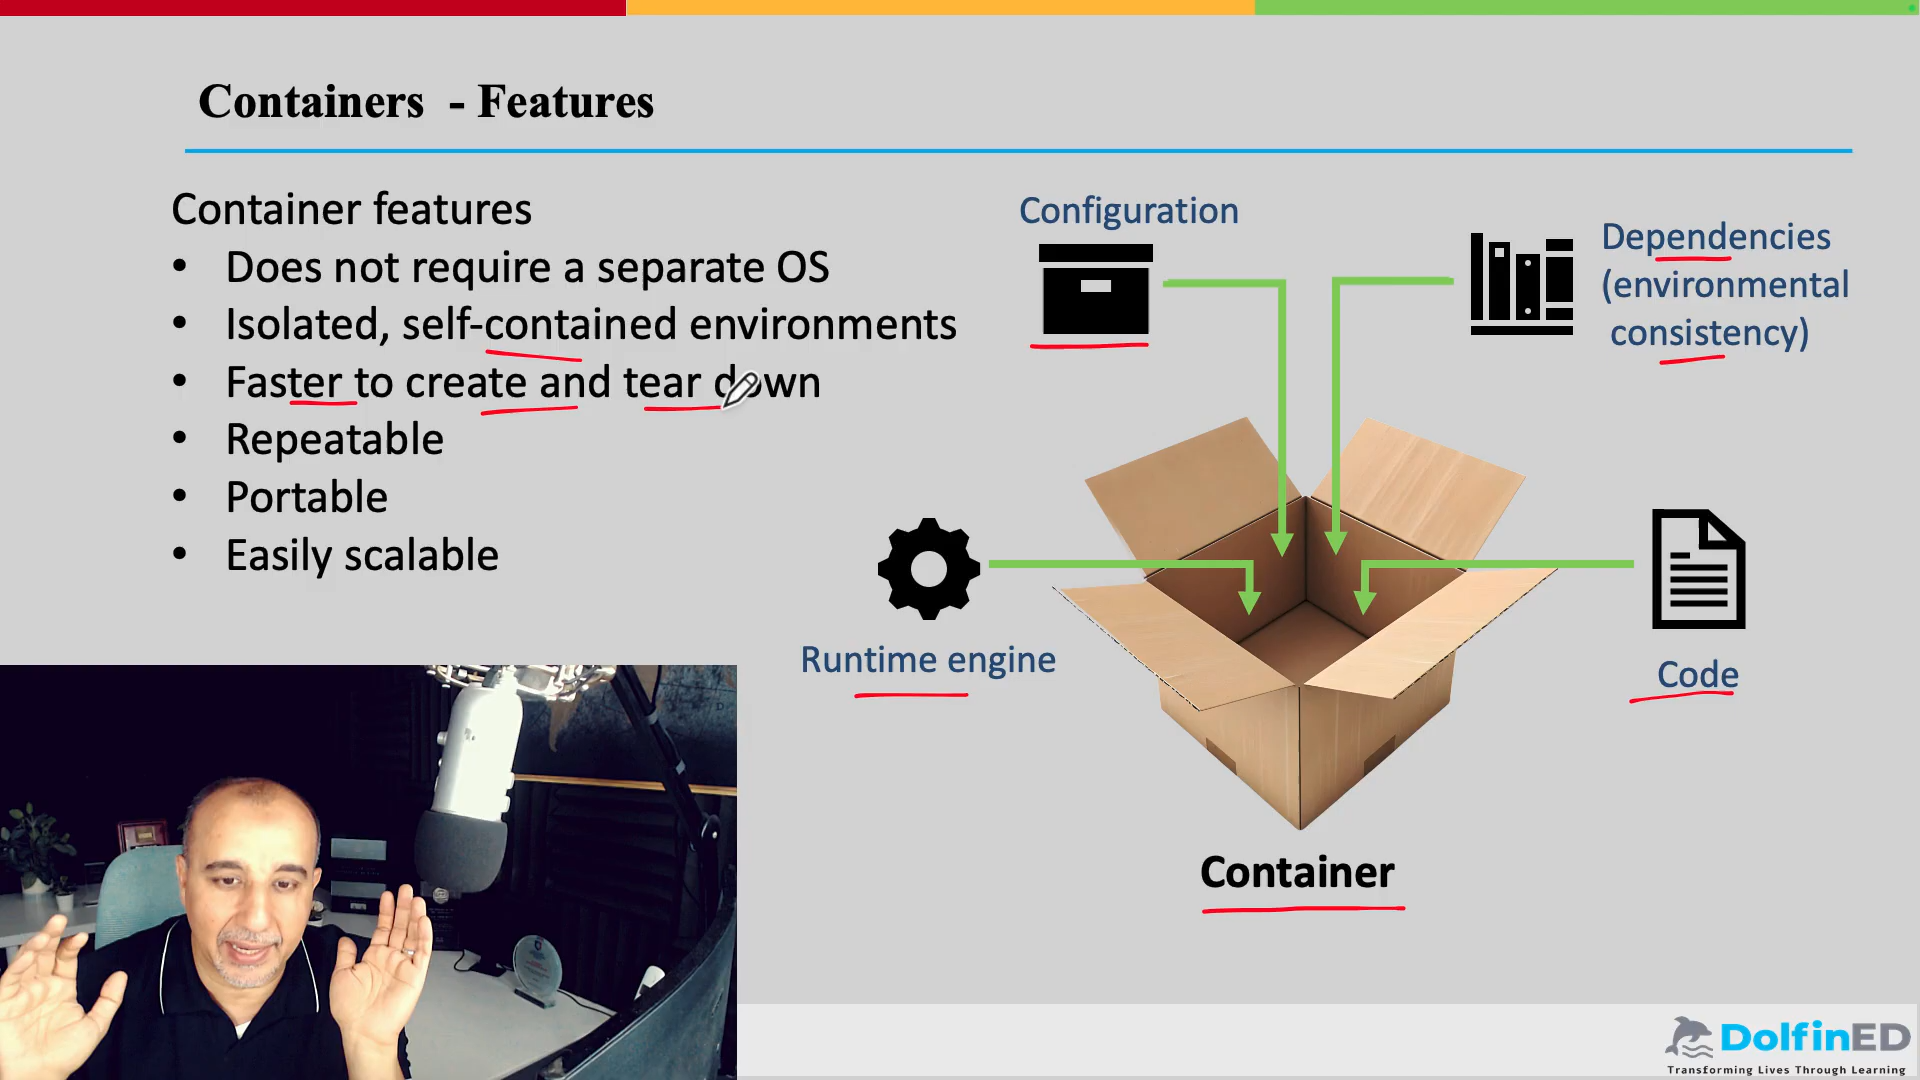 Containers - Features
Container features
• Does not require a separate OS
• Isolated, self-contained environments
• Faster to create and tear down
• Repeatable
• Portable
• Easily scalable
Configuration
Dependencies
(environmental
consistency)
Runtime engine
Code
Container
DolfinED
Transforming Lives Through Learning